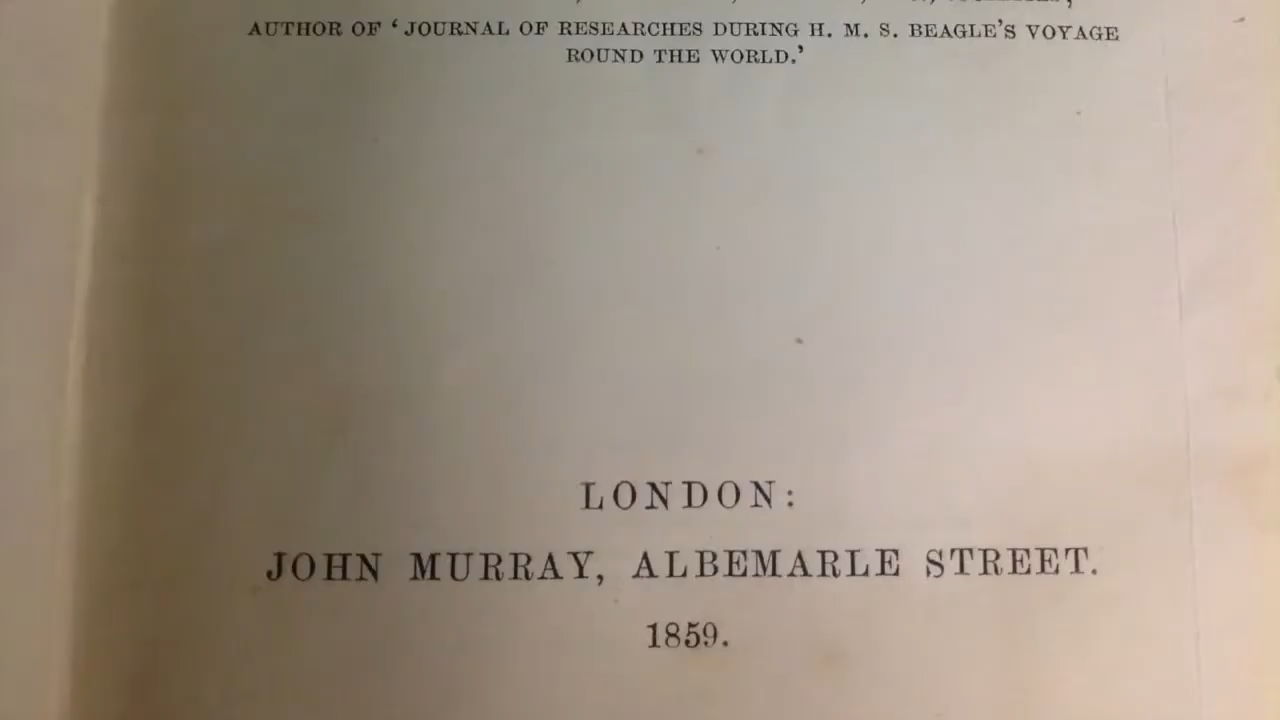 AUTHOR OF ‘JOURNAL OF RESEARCHES DURING H. M. S. BEAGLE’S VOYAGE
ROUND THE WORLD.’
LONDON:
JOHN MURRAY, ALBEMARLE STREET.
1859.